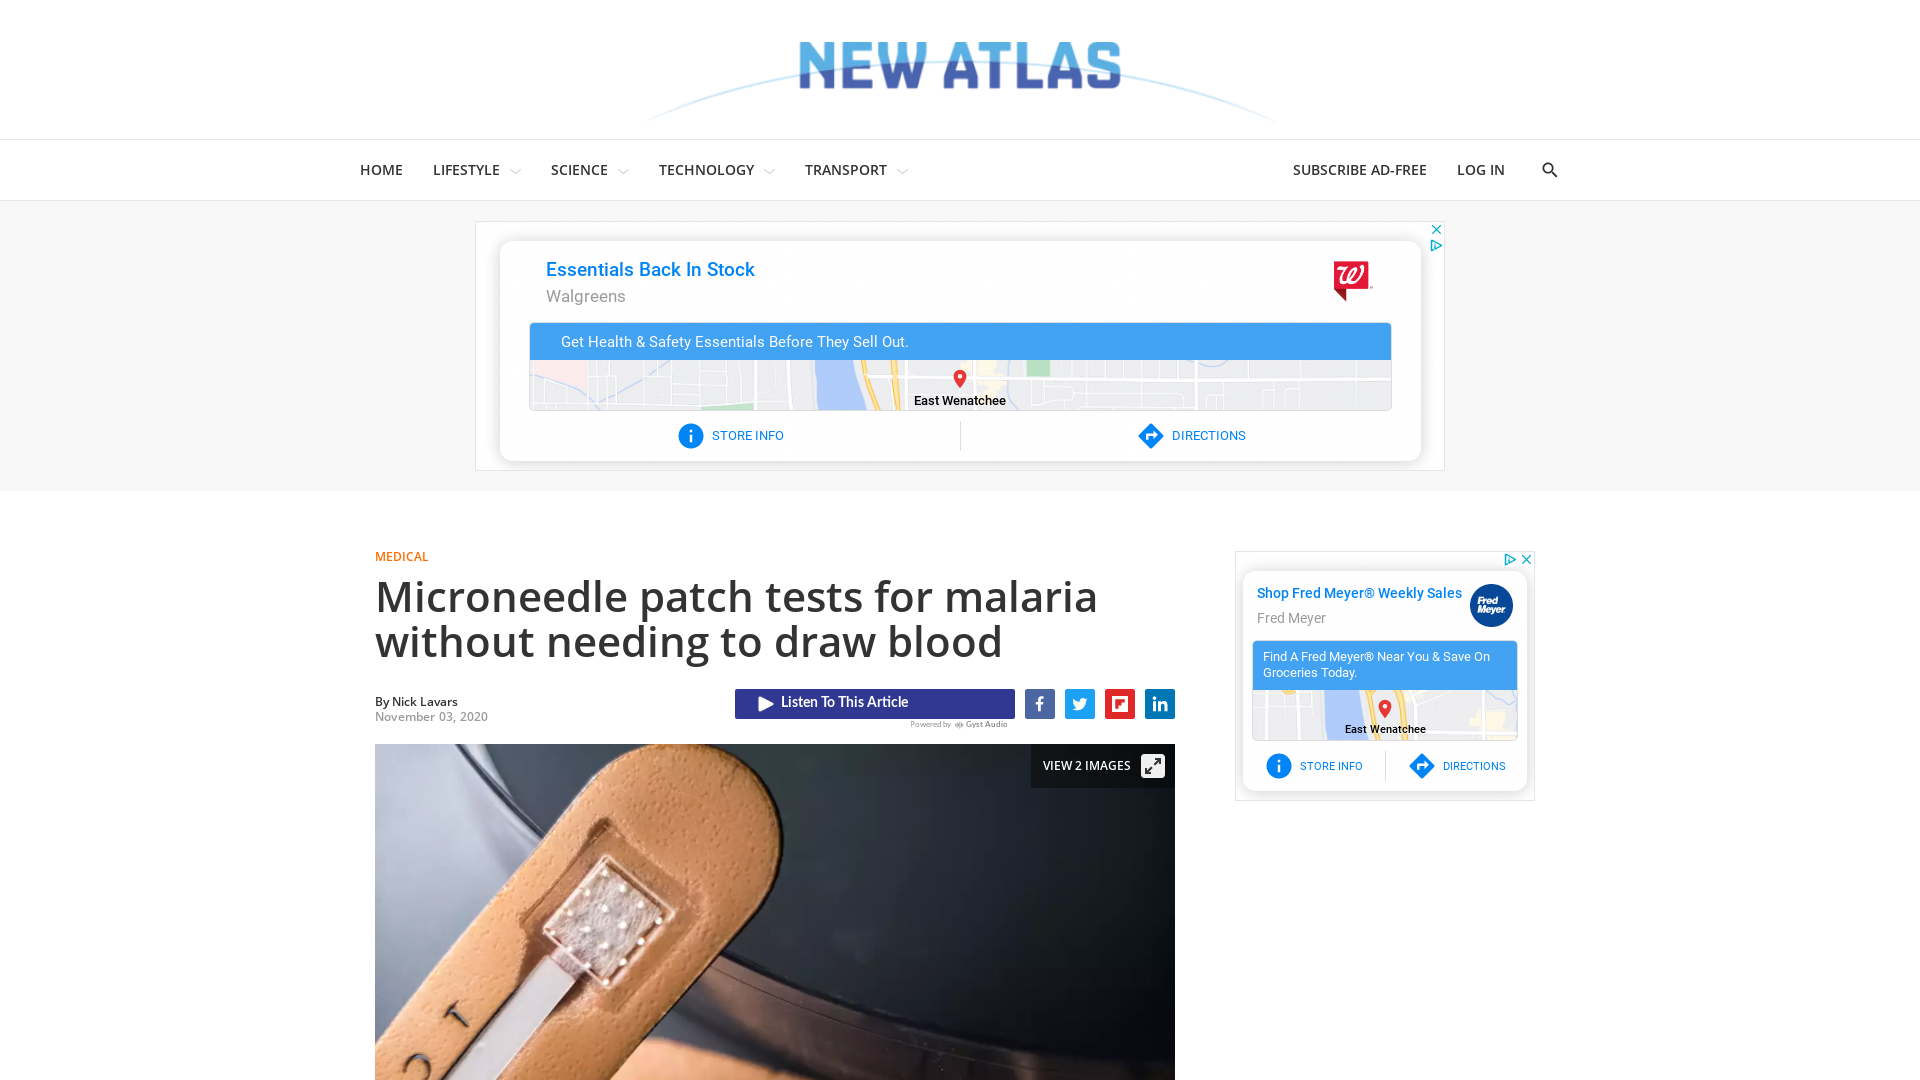 NEW ATLAS
HOME
LIFESTYLE
SCIENCE
TECHNOLOGY
TRANSPORT
SUBSCRIBE AD-FREE
LOG IN
Essentials Back In Stock
Walgreens
Get Health & Safety Essentials Before They Sell Out.
East Wenatchee
STORE INFO
DIRECTIONS
MEDICAL
Microneedle patch tests for malaria
without needing to draw blood
By Nick Lavars
November 03, 2020
Listen To This Article
Powered by Gyst Audio
VIEW 2 IMAGES
T
C
Shop Fred Meyer® Weekly Sales
Fred Meyer
Fred Meyer
Find A Fred Meyer® Near You & Save On
Groceries Today.
East Wenatchee
STORE INFO
DIRECTIONS